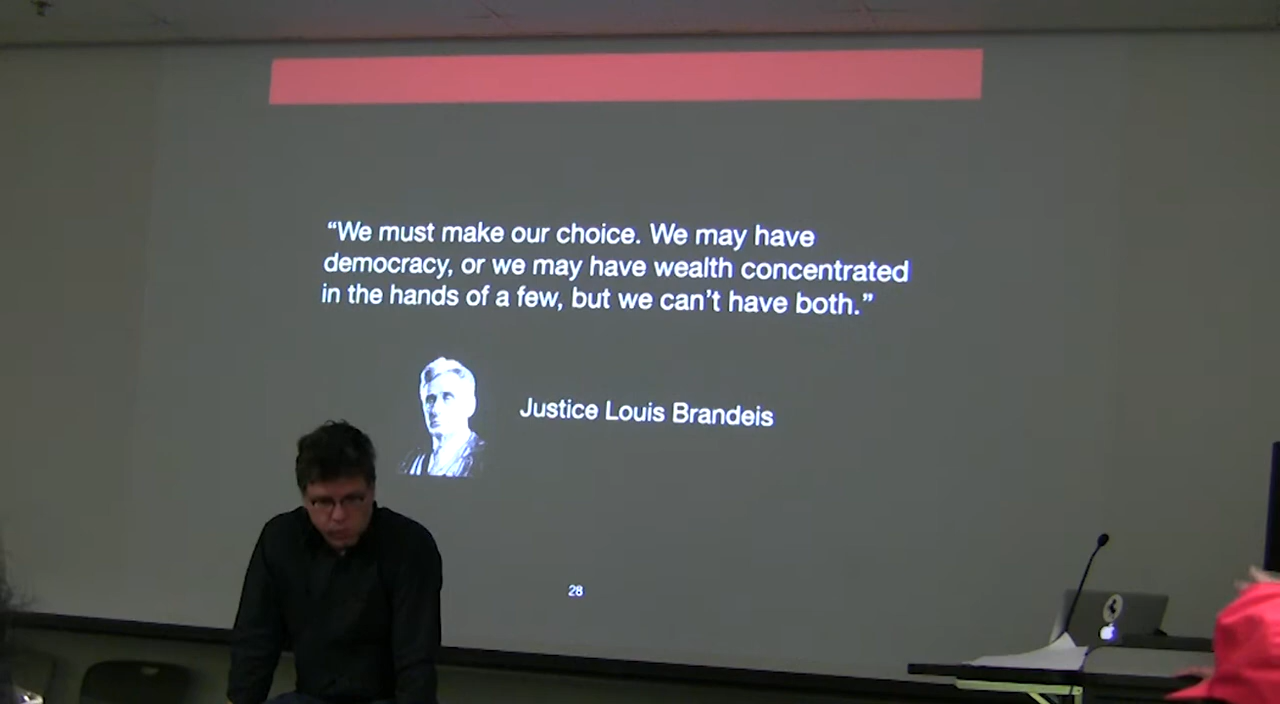 “We must make our choice. We may have
democracy, or we may have wealth concentrated
in the hands of a few, but we can’t have both.”
Justice Louis Brandeis
28